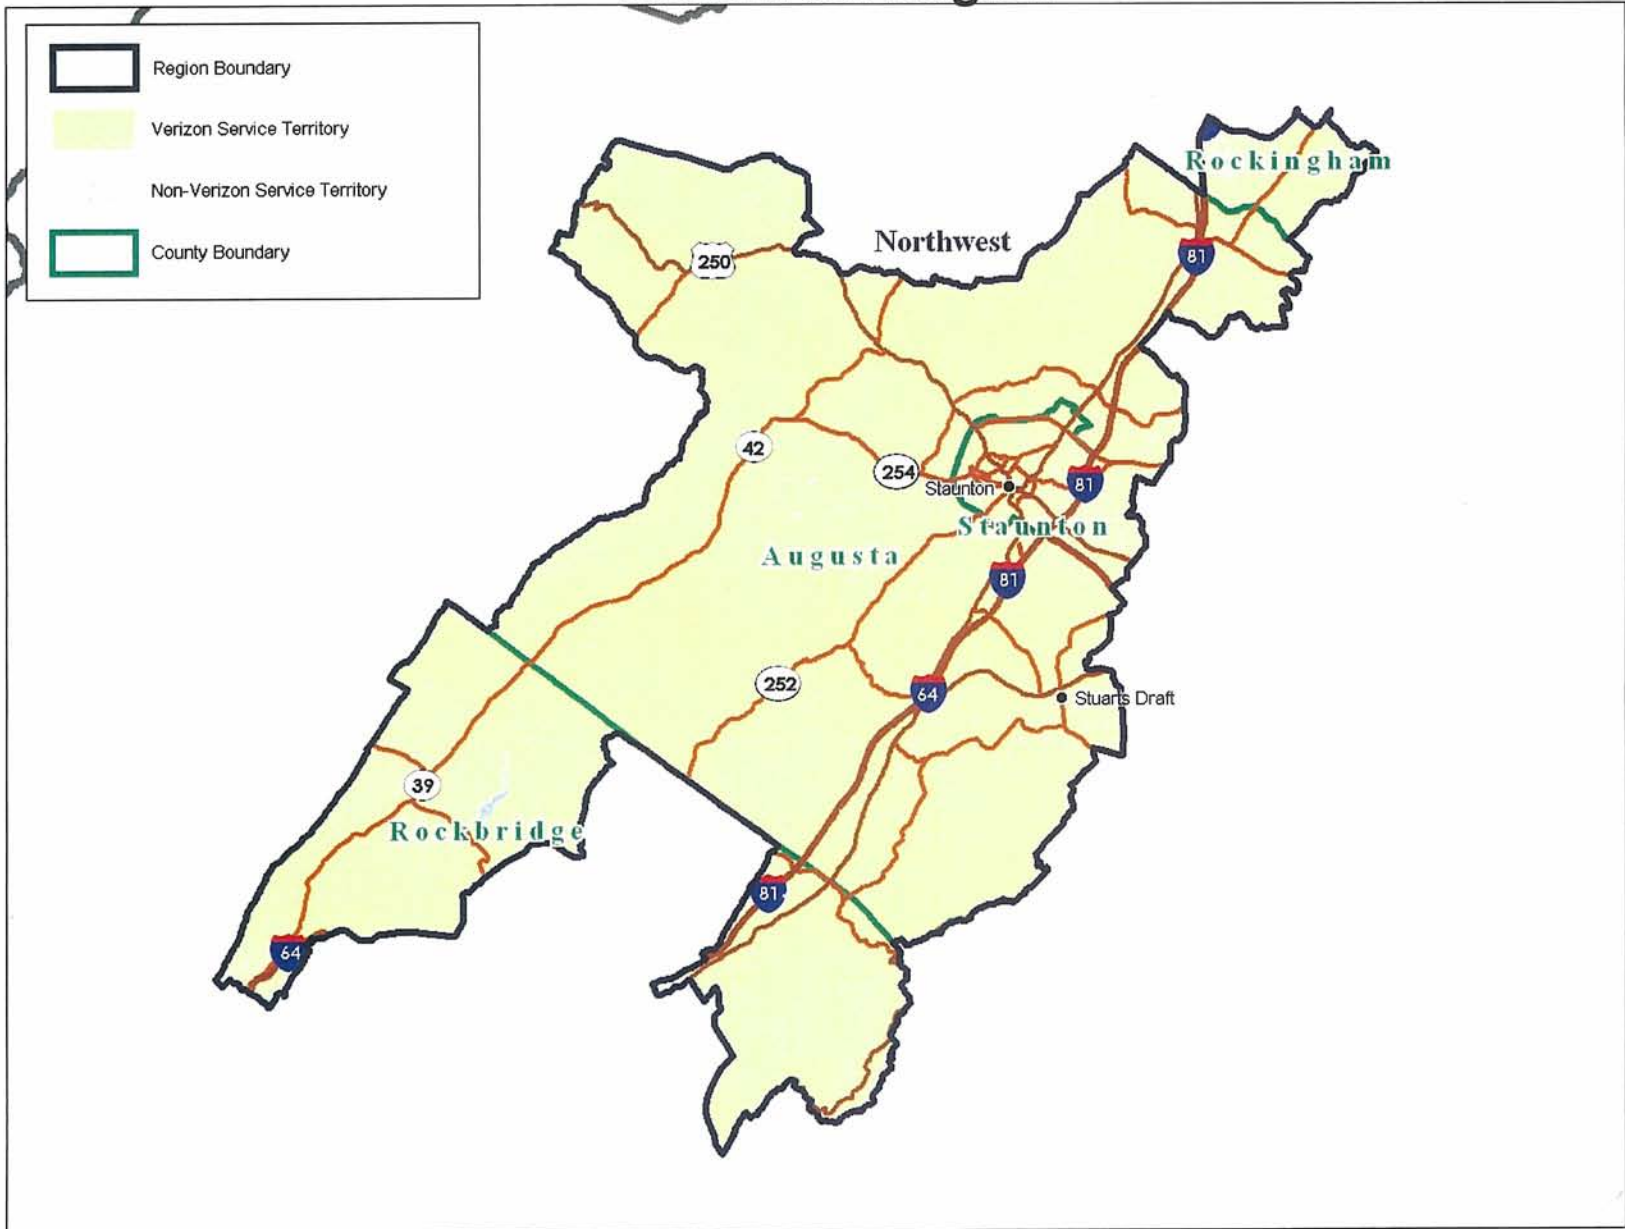 Region Boundary
Verizon Service Territory
Non-Verizon Service Territory
County Boundary
Rockingham
Northwest
81
250
42
254
Staunton
81
Staunton
Augusta
81
252
64
Stuarts Draft
39
Rockbridge
81
64